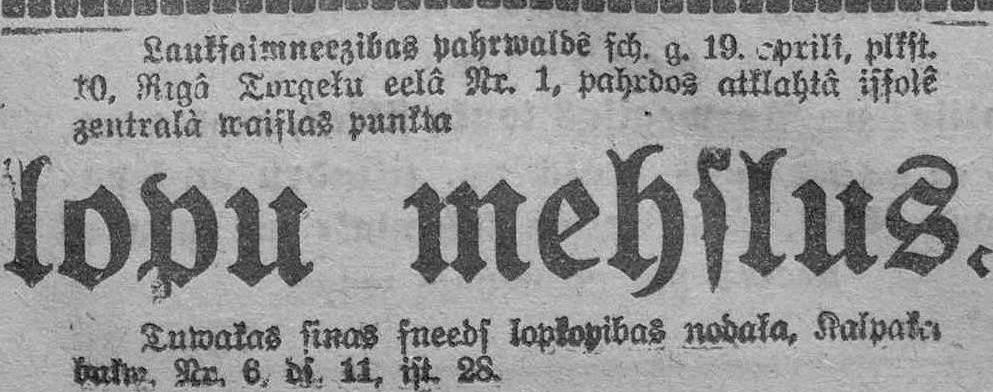 Laukſaimneezibas pahrwaldê ſch. g. 19. aprilî, plkſt.
10, Rigâ Torgeļu eelâ Nr. 1, pahrdos atklahtâ iſſolê
zentralà waiſlas punkta
lopu mehſlus.
Tuwakas ſiņas ſneedſ lopkopibas nodaļa, Kalpaka
bulw. Nr. 6, dſ. 11, iſt. 28.